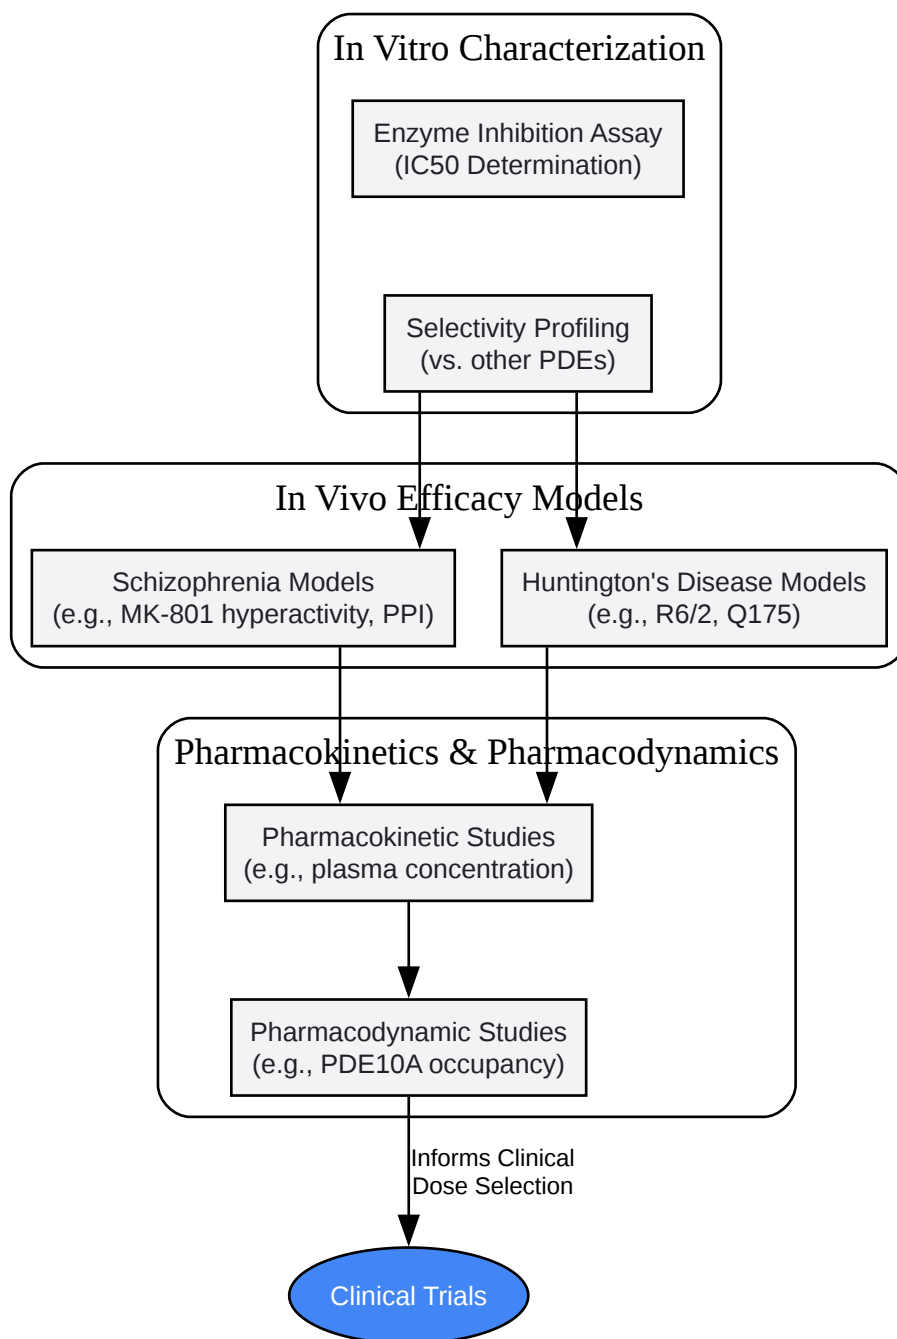 In Vitro Characterization
Enzyme Inhibition Assay
(IC50 Determination)
Selectivity Profiling
(vs. other PDEs)
In Vivo Efficacy Models
Schizophrenia Models
(e.g., MK-801 hyperactivity, PPI)
Huntington's Disease Models
(e.g., R6/2, Q175)
Pharmacokinetics & Pharmacodynamics
Pharmacokinetic Studies
(e.g., plasma concentration)
Pharmacodynamic Studies
(e.g., PDE10A occupancy)
Informs Clinical
Dose Selection
Clinical Trials